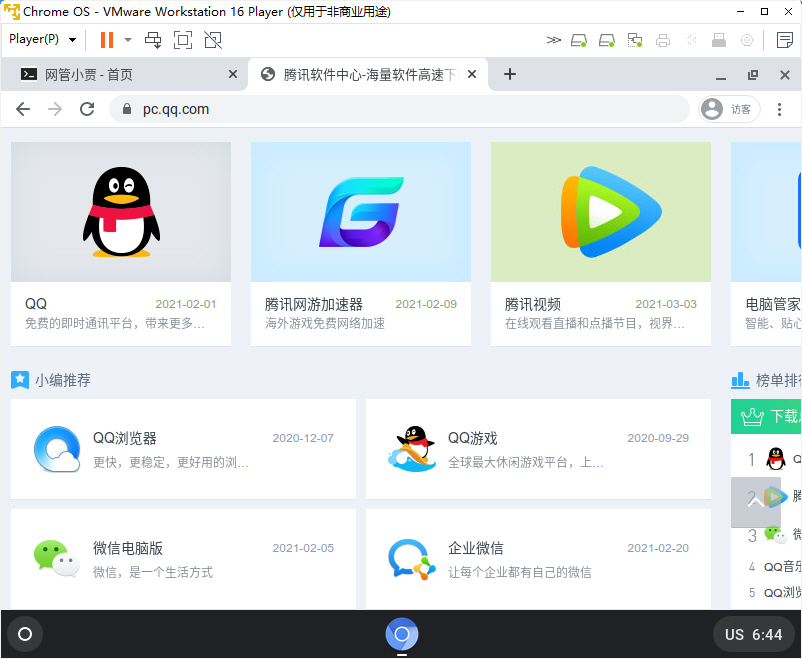 Chrome OS - VMware Workstation 16 Player (仅用于非商业用途)
Player(P)
网管小贾 - 首页
腾讯软件中心-海量软件高速下
pc.qq.com
访客
QQ 2021-02-01
免费的即时通讯平台，带来更多…
腾讯网游加速器 2021-02-09
海外游戏免费网络加速
腾讯视频 2021-03-03
在线观看直播和点播节目，视界…
电脑管家
智能、贴心
小编推荐
榜单排行
QQ浏览器 2020-12-07
更快，更稳定，更好用的浏…
QQ游戏 2020-09-29
全球最大休闲游戏平台，上…
微信电脑版 2021-02-05
微信，是一个生活方式
企业微信 2021-02-20
让每个企业都有自己的微信
下载
1
2
3
4 QQ音乐
5 QQ浏
US 6:44